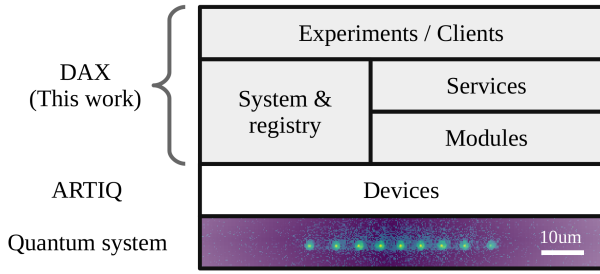 Experiments / Clients
DAX
(This work)
System &
registry
Services
Modules
ARTIQ
Devices
Quantum system
10um